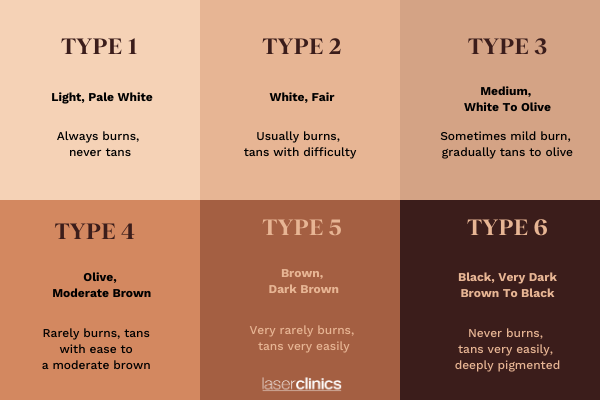 TYPE 1
Light, Pale White
Always burns,
never tans
TYPE 2
White, Fair
Usually burns,
tans with difficulty
TYPE 3
Medium,
White To Olive
Sometimes mild burn,
gradually tans to olive
TYPE 4
Olive,
Moderate Brown
Rarely burns, tans
with ease to
a moderate brown
TYPE 5
Brown,
Dark Brown
Very rarely burns,
tans very easily
laserclinics
TYPE 6
Black, Very Dark
Brown To Black
Never burns,
tans very easily,
deeply pigmented